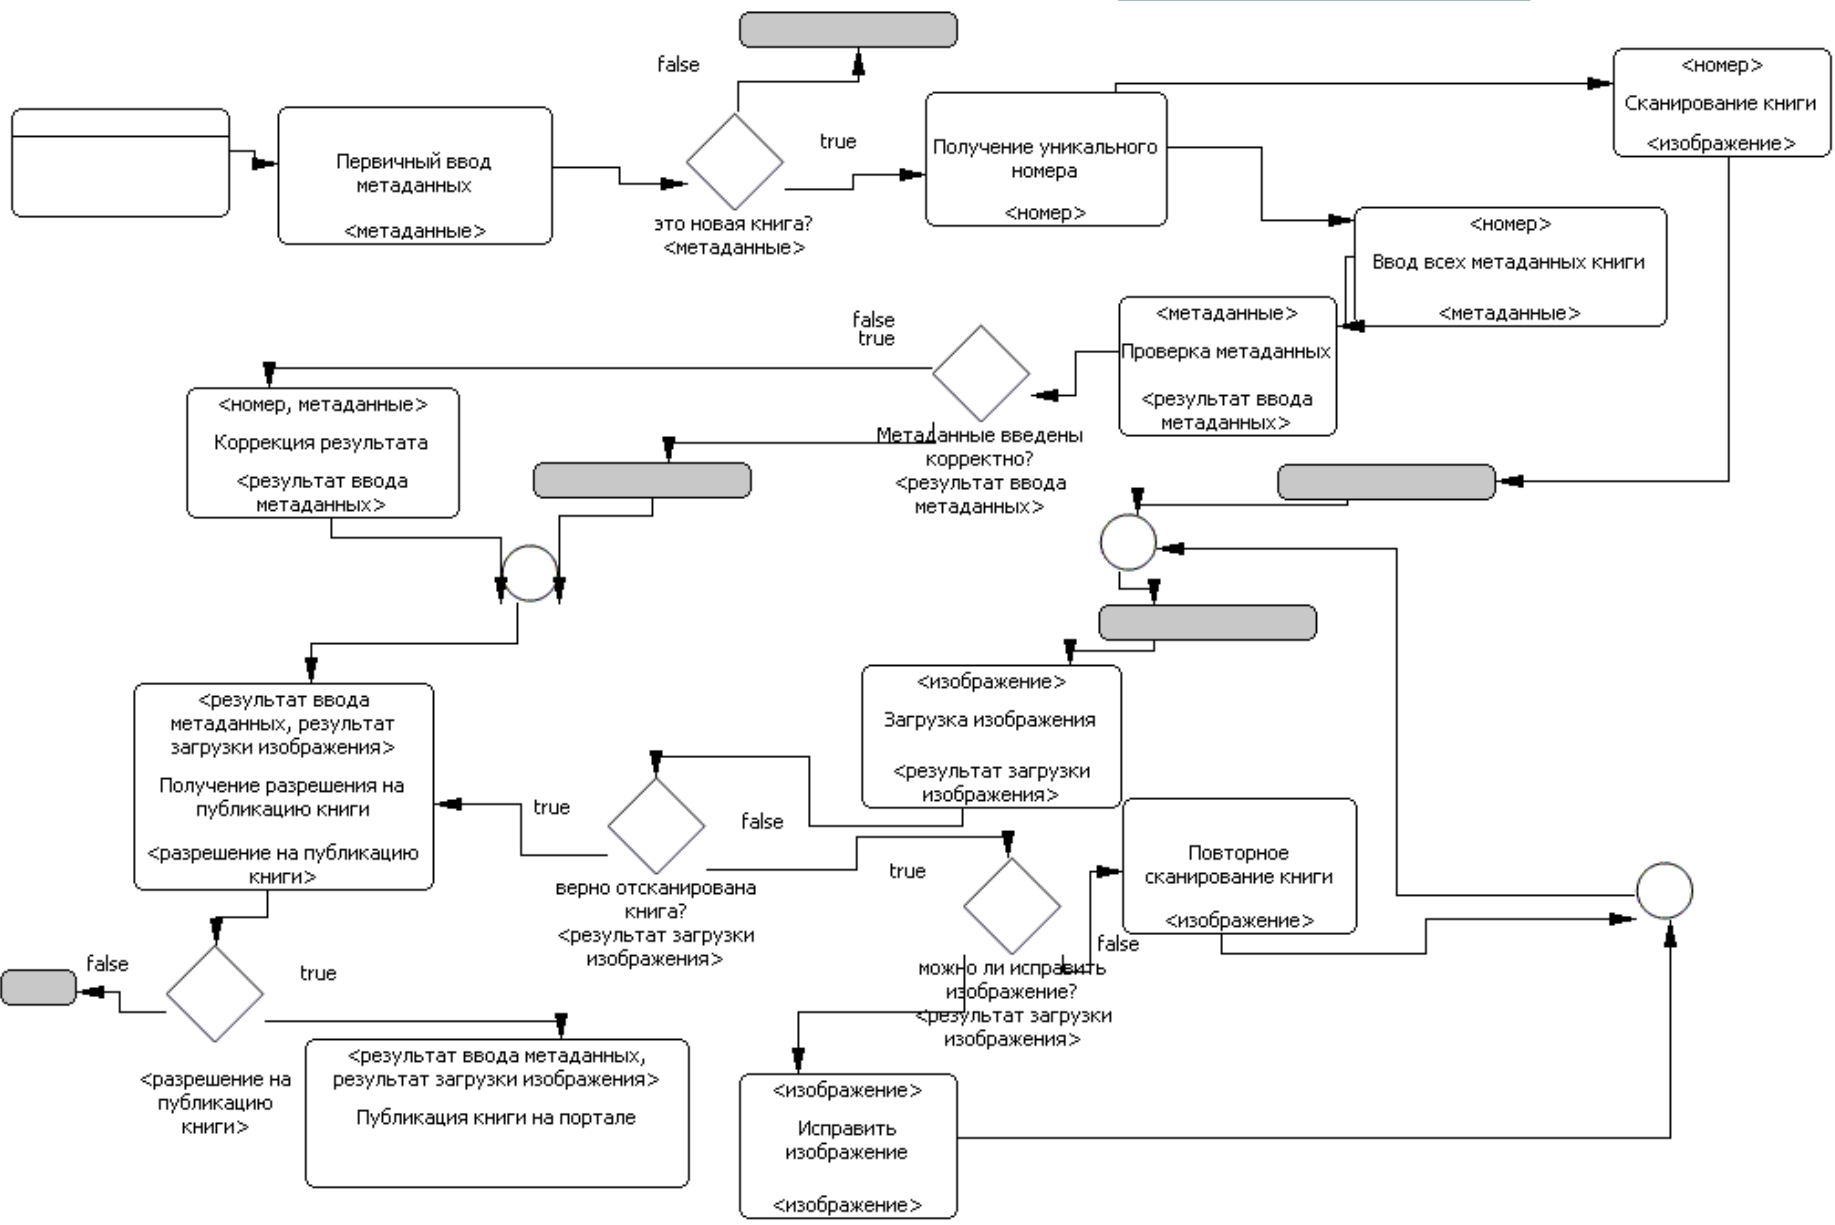 false
<номер>
Сканирование книги
<изображение>
true
Первичный ввод
метаданных
<метаданные>
это новая книга?
<метаданные>
Получение уникального
номера
<номер>
<номер>
Ввод всех метаданных книги
<метаданные>
<метаданные>
Проверка метаданных
<результат ввода
метаданных>
false
true
Метаданные введены
корректно?
<результат ввода
метаданных>
<номер, метаданные>
Коррекция результата
<результат ввода
метаданных>
<изображение>
Загрузка изображения
<результат загрузки
изображения>
<результат ввода
метаданных, результат
загрузки изображения>
Получение разрешения на
публикацию книги
<разрешение на публикацию
книги>
true
false
верно отсканирована
книга?
<результат загрузки
изображения>
true
false
можно ли исправить
изображение?
<результат загрузки
изображения>
Повторное
сканирование книги
<изображение>
false
true
<разрешение на
публикацию
книги>
<результат ввода метаданных,
результат загрузки изображения>
Публикация книги на портале
<изображение>
Исправить
изображение
<изображение>